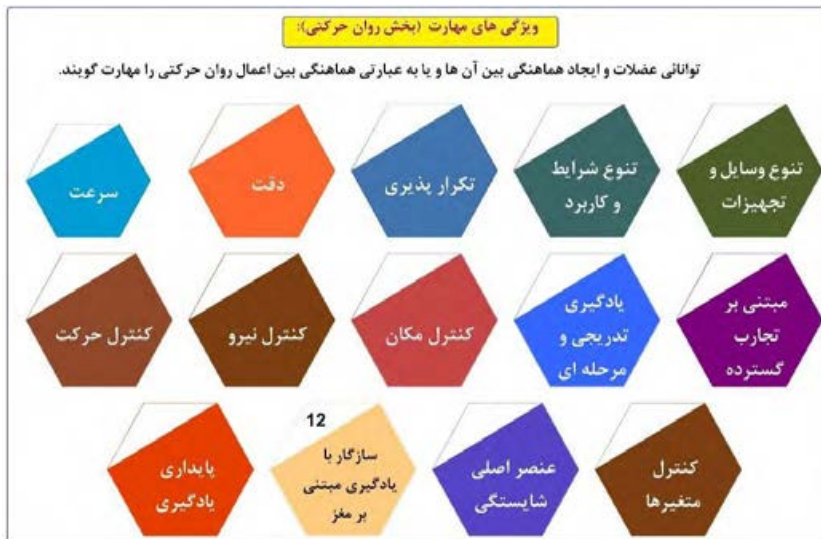 ویژگی های مهارت (بخش روان حرکتی):
توانائی عضلات و ایجاد هماهنگی بین آن ها و یا به عبارتی هماهنگی بین اعمال روان حرکتی را مهارت گویند.
تنوع وسایل و
تجهیزات
تنوع شرایط
و کاربرد
تکرار پذیری
دقت
سرعت
مبتنی بر
تجارب
گسترده
یادگیری
تدریجی و
مرحله ای
کنترل مکان
کنترل نیرو
کنترل حرکت
کنترل
متغیرها
عنصر اصلی
شایستگی
12
سازگار با
یادگیری مبتنی
بر مغز
پایداری
یادگیری